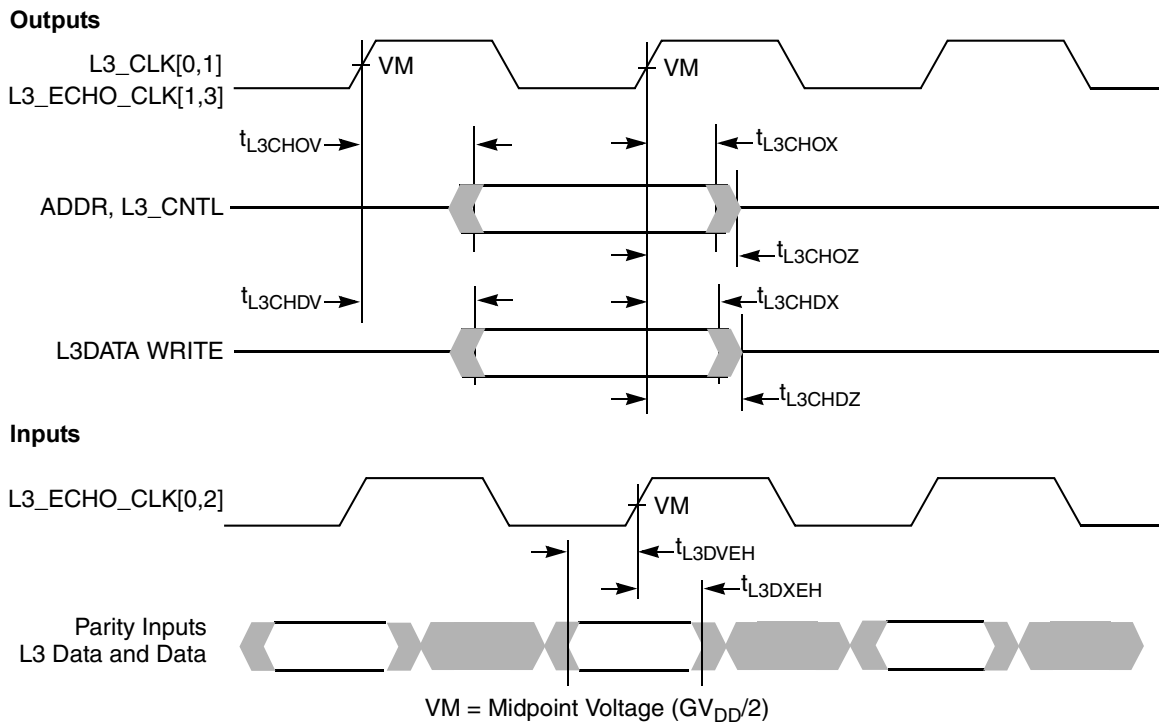 Outputs
L3_CLK[0,1]
VM
VM
L3_ECHO_CLK[1,3]
tL3CHOV
tL3CHOX
ADDR, L3_CNTL
tL3CHOZ
tL3CHDV
tL3CHDX
L3DATA WRITE
tL3CHDZ
Inputs
L3_ECHO_CLK[0,2]
VM
tL3DVEH
tL3DXEH
Parity Inputs
L3 Data and Data
VM = Midpoint Voltage (GVDD/2)